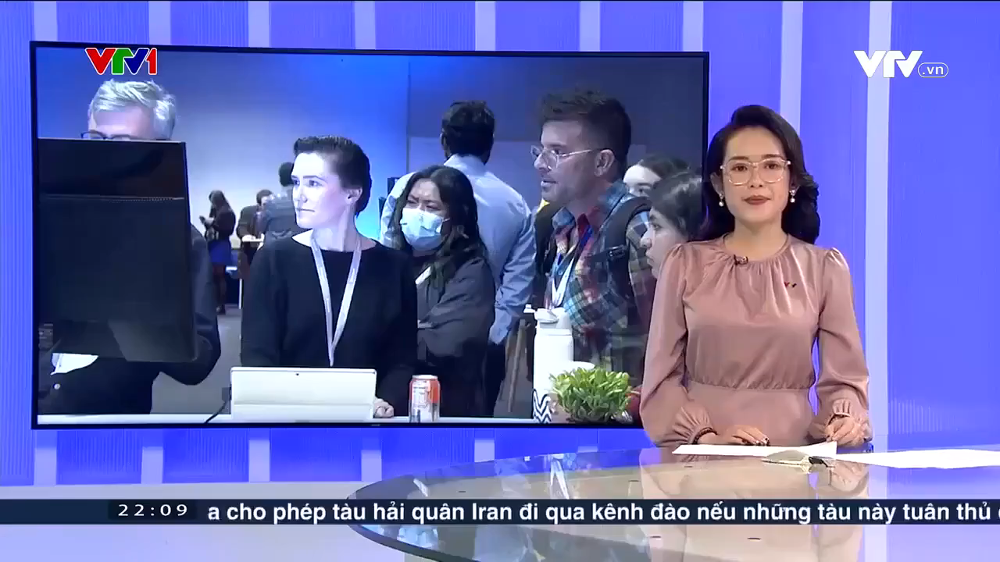 VTV1
VTV.vn
22:09
a cho phép tàu hải quân Iran đi qua kênh đào nếu những tàu này tuân thủ